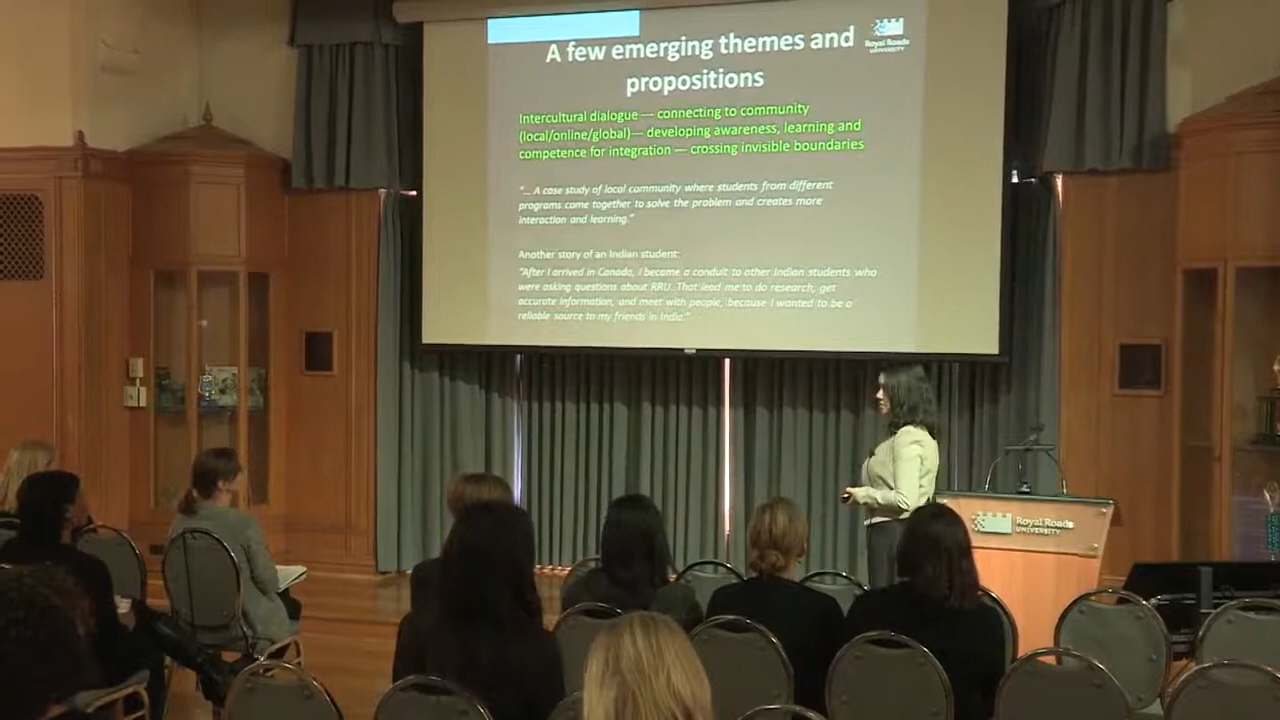 A few emerging themes and
propositions
Royal Roads
UNIVERSITY
Intercultural dialogue — connecting to community
(local/online/global)— developing awareness, learning and
competence for integration — crossing invisible boundaries
"... A case study of local community where students from different
programs come together to solve the problem and creates more
interaction and learning."
Another story of an Indian student:
"After I arrived in Canada, I became a conduit to other Indian students who
were asking questions about RRU. That lead me to do research, get
accurate information, and meet with people, because I wanted to be a
reliable source to my friends in India."
Royal Roads
UNIVERSITY